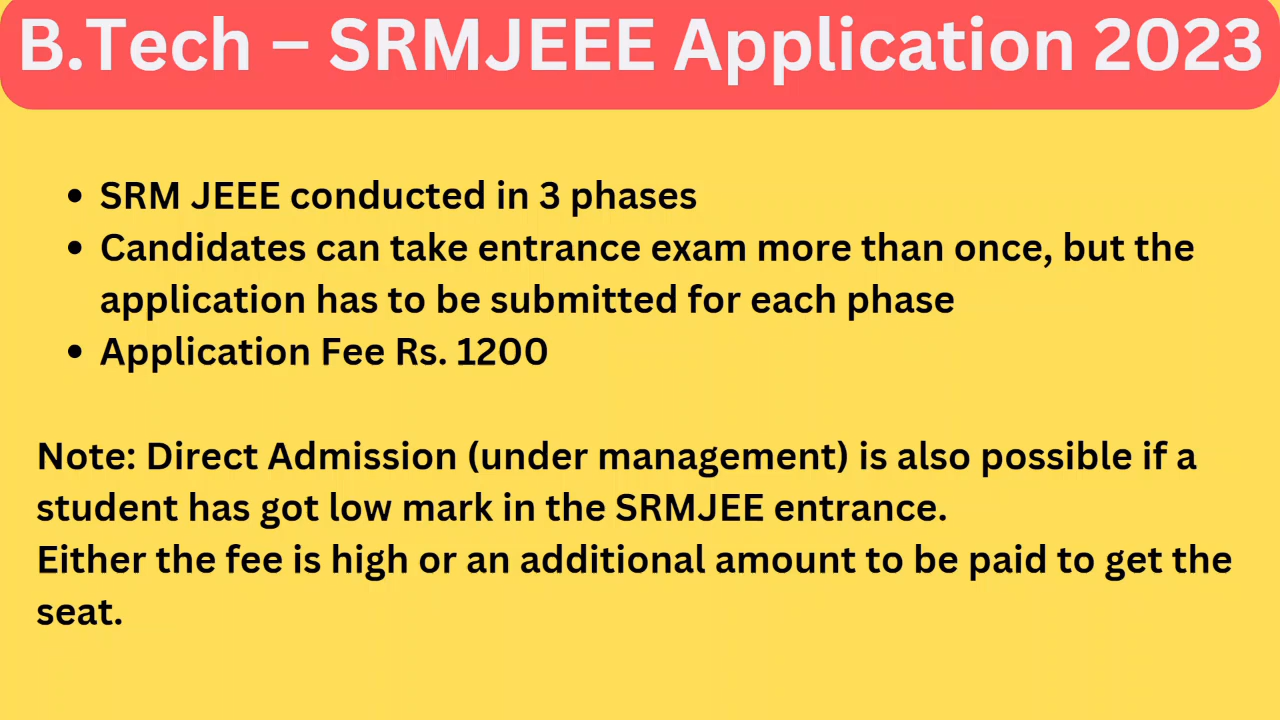 B.Tech – SRMJEEE Application 2023
• SRM JEEE conducted in 3 phases
• Candidates can take entrance exam more than once, but the
application has to be submitted for each phase
• Application Fee Rs. 1200
Note: Direct Admission (under management) is also possible if a
student has got low mark in the SRMJEE entrance.
Either the fee is high or an additional amount to be paid to get the
seat.